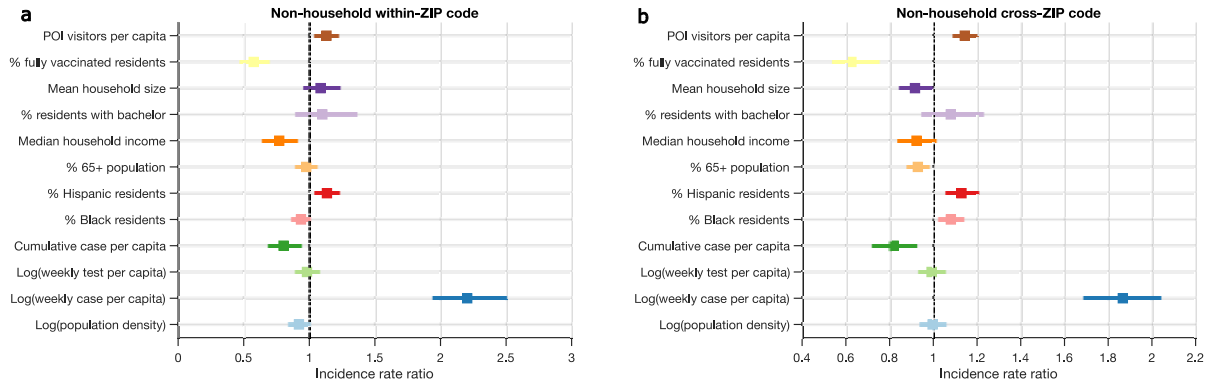 a
Non-household within-ZIP code
POI visitors per capita
% fully vaccinated residents
Mean household size
% residents with bachelor
Median household income
% 65+ population
% Hispanic residents
% Black residents
Cumulative case per capita
Log(weekly test per capita)
Log(weekly case per capita)
Log(population density)
0 0.5 1 1.5 2 2.5 3
Incidence rate ratio
b
Non-household cross-ZIP code
POI visitors per capita
% fully vaccinated residents
Mean household size
% residents with bachelor
Median household income
% 65+ population
% Hispanic residents
% Black residents
Cumulative case per capita
Log(weekly test per capita)
Log(weekly case per capita)
Log(population density)
0.4 0.6 0.8 1 1.2 1.4 1.6 1.8 2 2.2
Incidence rate ratio